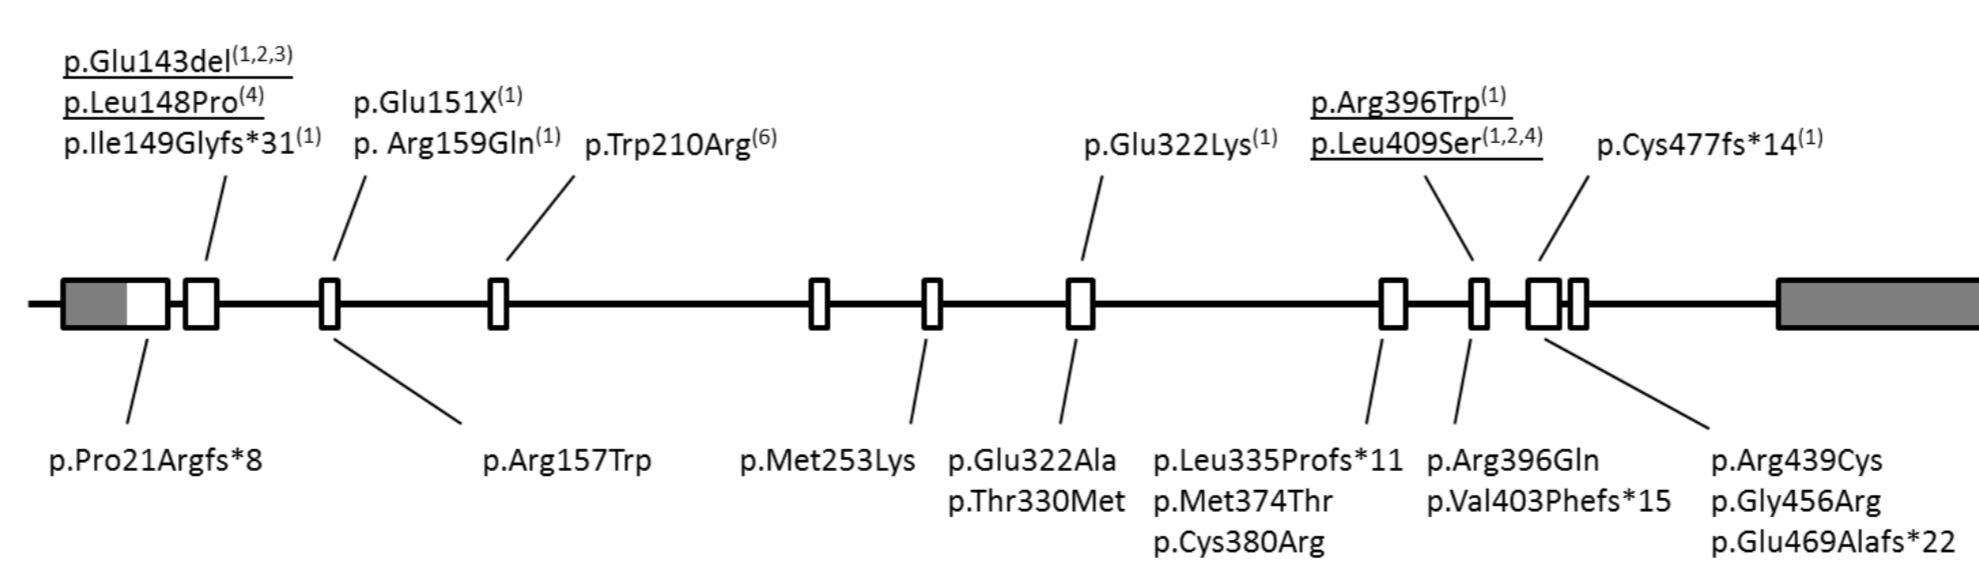 p.Glu143del(1,2,3)
p.Leu148Pro(4)
p.Ile149Glyfs*31(1)
p.Glu151X(1)
p. Arg159Gln(1)
p.Trp210Arg(6)
p.Glu322Lys(1)
p.Arg396Trp(1)
p.Leu409Ser(1,2,4)
p.Cys477fs*14(1)
p.Pro21Argfs*8
p.Arg157Trp
p.Met253Lys
p.Glu322Ala
p.Thr330Met
p.Leu335Profs*11
p.Met374Thr
p.Cys380Arg
p.Arg396Gln
p.Val403Phefs*15
p.Arg439Cys
p.Gly456Arg
p.Glu469Alafs*22